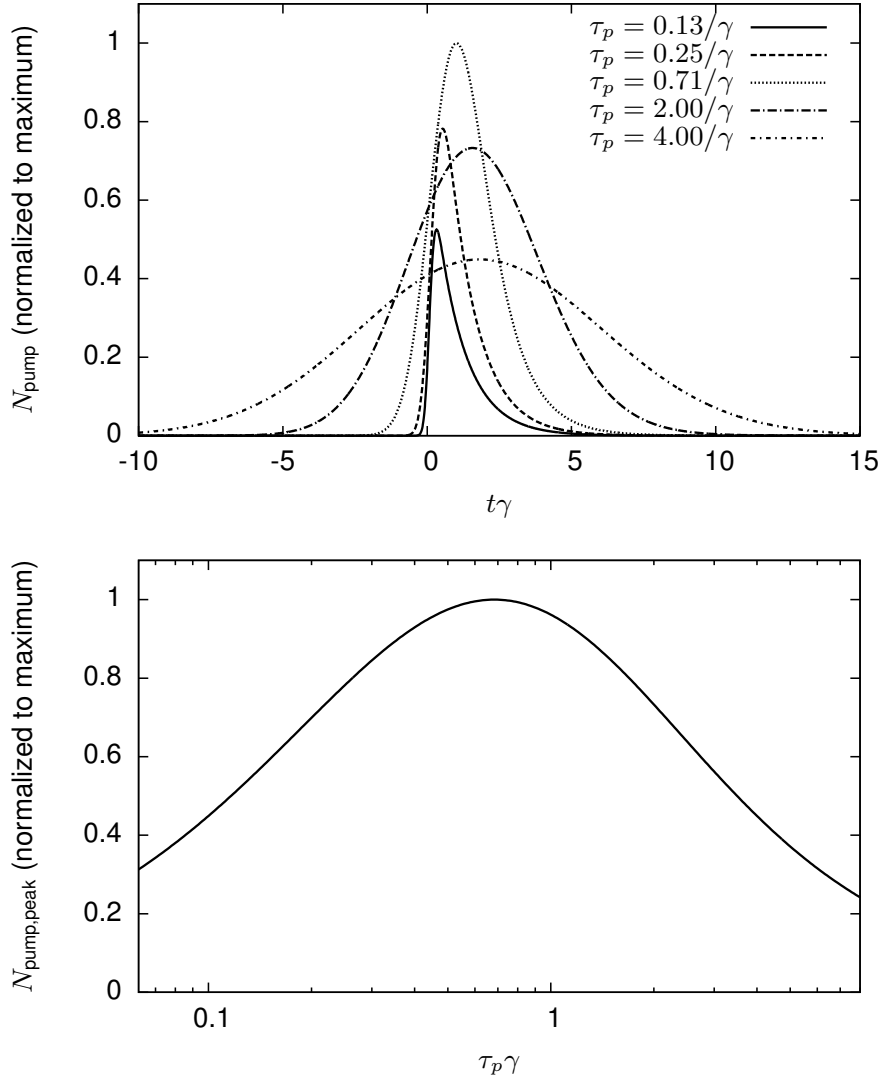 N_pump (normalized to maximum)
1
0.8
0.6
0.4
0.2
0
-10
-5
0
5
10
15
tγ
τ_p = 0.13/γ
τ_p = 0.25/γ
τ_p = 0.71/γ
τ_p = 2.00/γ
τ_p = 4.00/γ
N_pump,peak (normalized to maximum)
1
0.8
0.6
0.4
0.2
0
0.1
1
τ_pγ